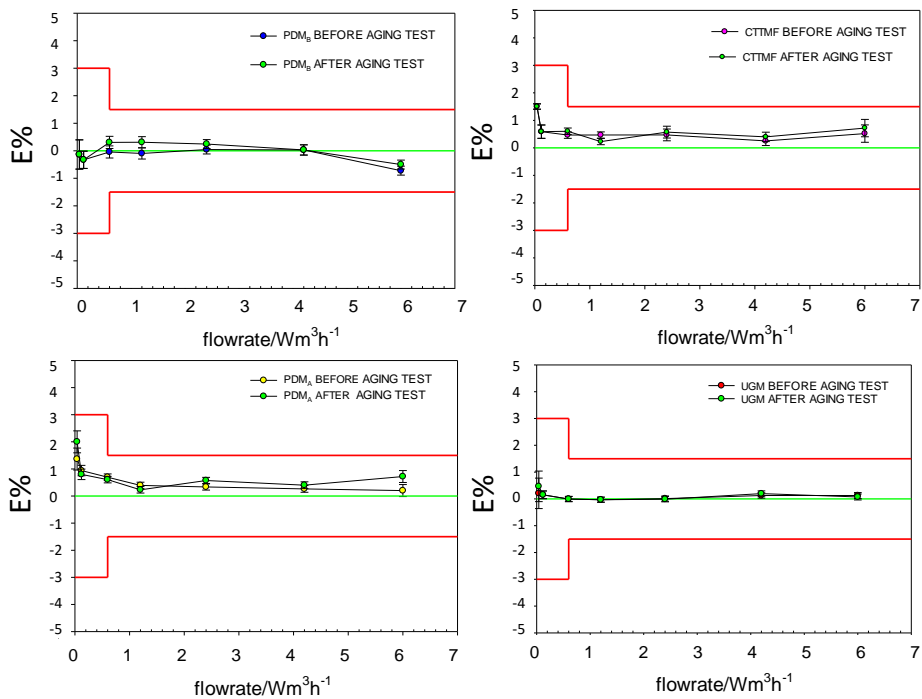 PDM_B BEFORE AGING TEST
PDM_B AFTER AGING TEST
5
4
3
2
1
0
-1
-2
-3
-4
-5
E%
0 1 2 3 4 5 6 7
flowrate/Wm³h⁻¹
CTTMF BEFORE AGING TEST
CTTMF AFTER AGING TEST
5
4
3
2
1
0
-1
-2
-3
-4
-5
E%
0 1 2 3 4 5 6 7
flowrate/Wm³h⁻¹
PDM_A BEFORE AGING TEST
PDM_A AFTER AGING TEST
5
4
3
2
1
0
-1
-2
-3
-4
-5
E%
0 1 2 3 4 5 6 7
flowrate/Wm³h⁻¹
UGM BEFORE AGING TEST
UGM AFTER AGING TEST
5
4
3
2
1
0
-1
-2
-3
-4
-5
E%
0 1 2 3 4 5 6 7
flowrate/Wm³h⁻¹